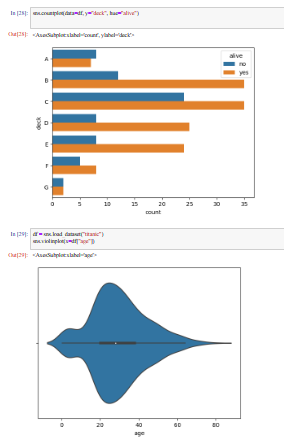 In [28]: sns.countplot(data=df, y="deck", hue="alive")
Out[28]: <AxesSubplot:xlabel='count', ylabel='deck'>
alive
no
yes
A
B
C
D
E
F
G
deck
0 5 10 15 20 25 30 35
count
In [29]: df = sns.load_dataset("titanic")
sns.violinplot(x=df["age"])
Out[29]: <AxesSubplot:xlabel='age'>
0 20 40 60 80
age